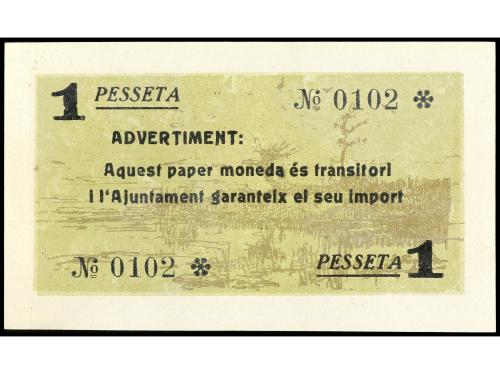 1 PESSETA № 0102 *
ADVERTIMENT:
Aquest paper moneda és transitori
i l'Ajuntament garanteix el seu import
№ 0102 * PESSETA 1